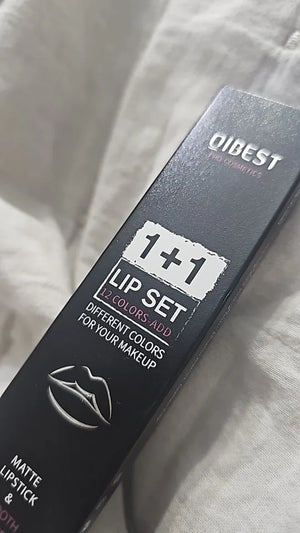 QIBEST
PRO COSMETICS
1+1
LIP SET
12 COLORS ADD
DIFFERENT COLORS
FOR YOUR MAKEUP
MATTE
LIPSTICK
&